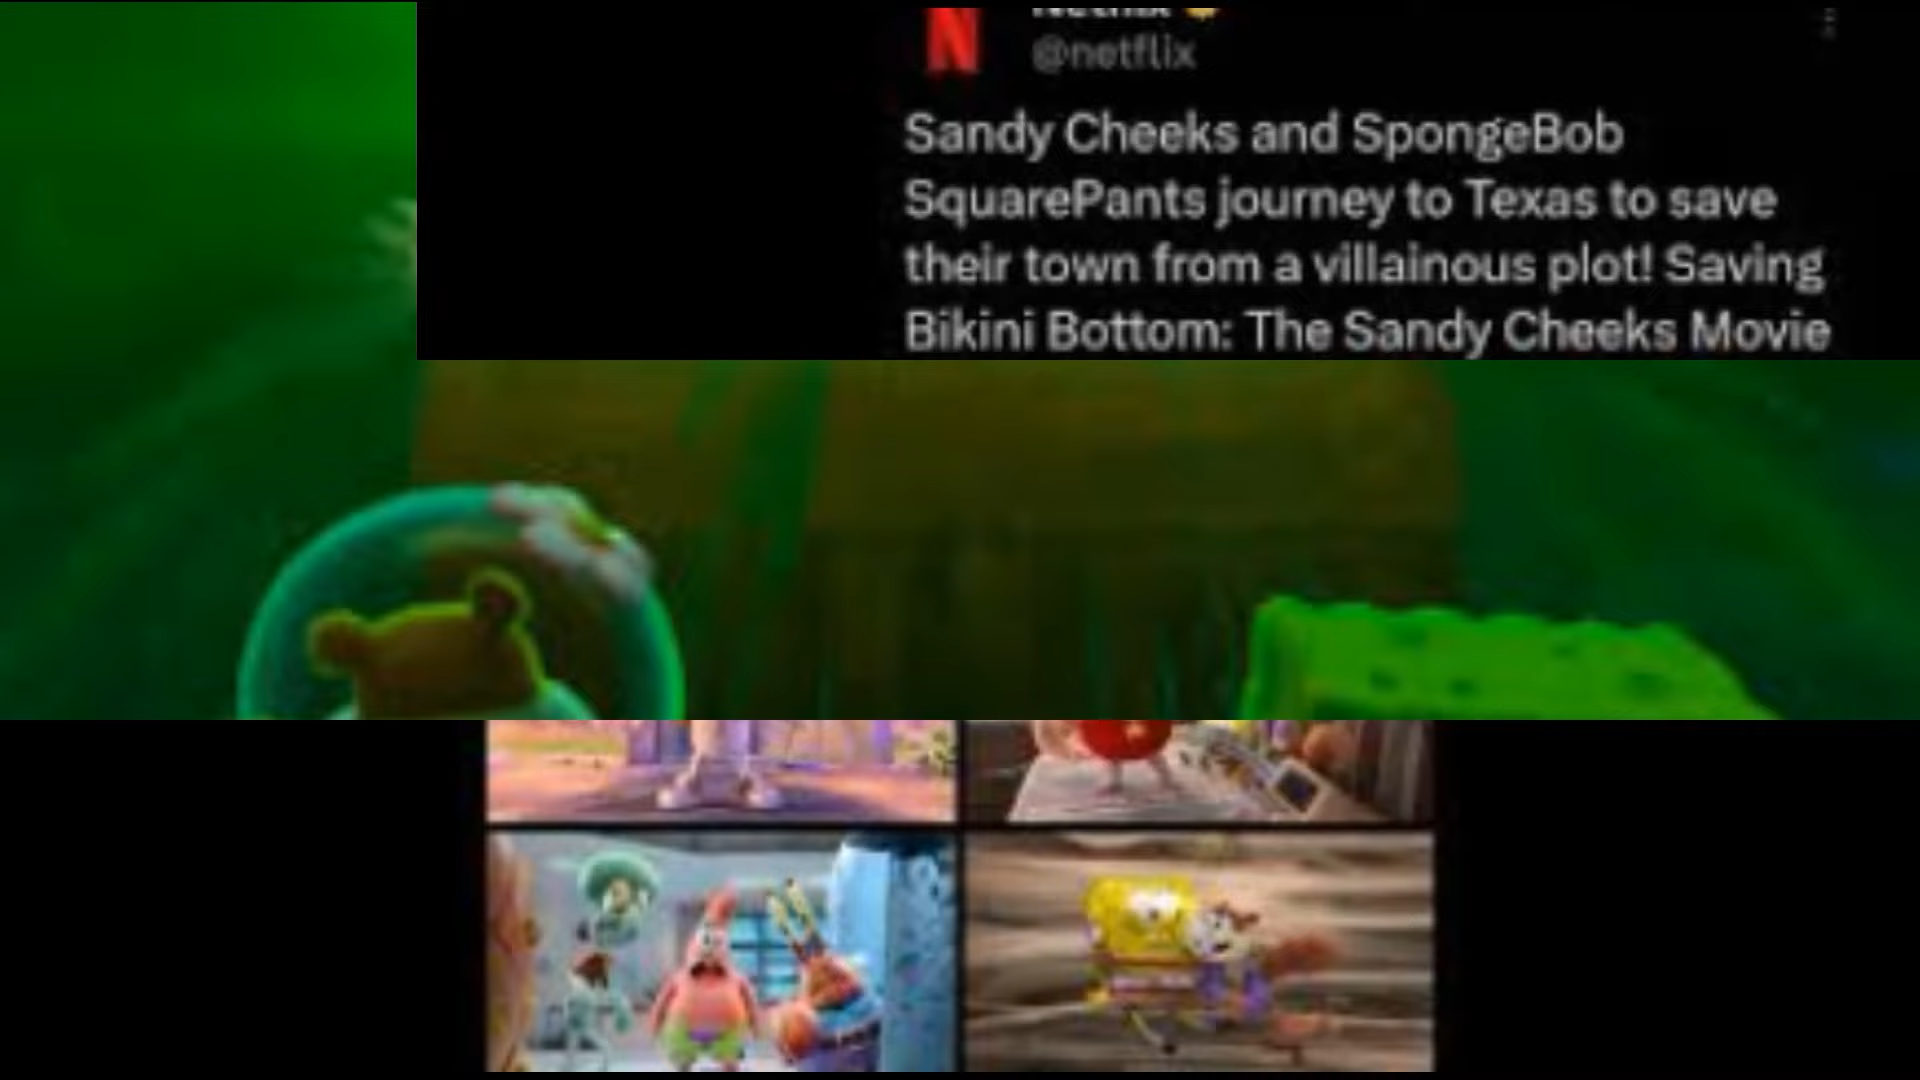 Netflix
@netflix
Sandy Cheeks and SpongeBob
SquarePants journey to Texas to save
their town from a villainous plot! Saving
Bikini Bottom: The Sandy Cheeks Movie